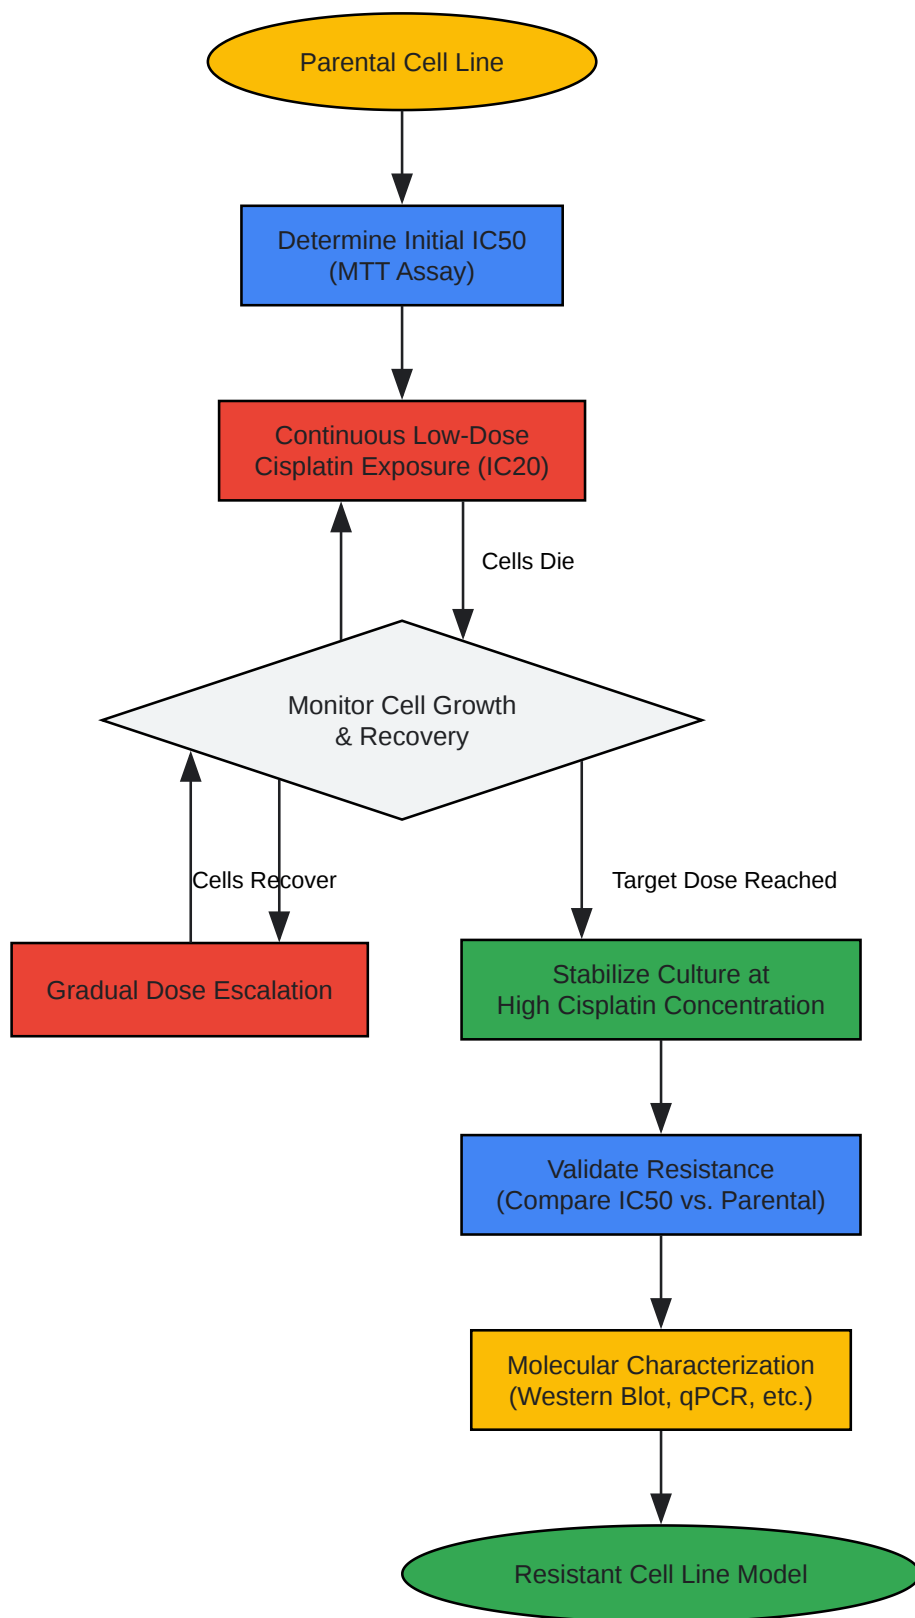 Parental Cell Line
Determine Initial IC50
(MTT Assay)
Continuous Low-Dose
Cisplatin Exposure (IC20)
Cells Die
Monitor Cell Growth
& Recovery
Cells Recover
Target Dose Reached
Gradual Dose Escalation
Stabilize Culture at
High Cisplatin Concentration
Validate Resistance
(Compare IC50 vs. Parental)
Molecular Characterization
(Western Blot, qPCR, etc.)
Resistant Cell Line Model